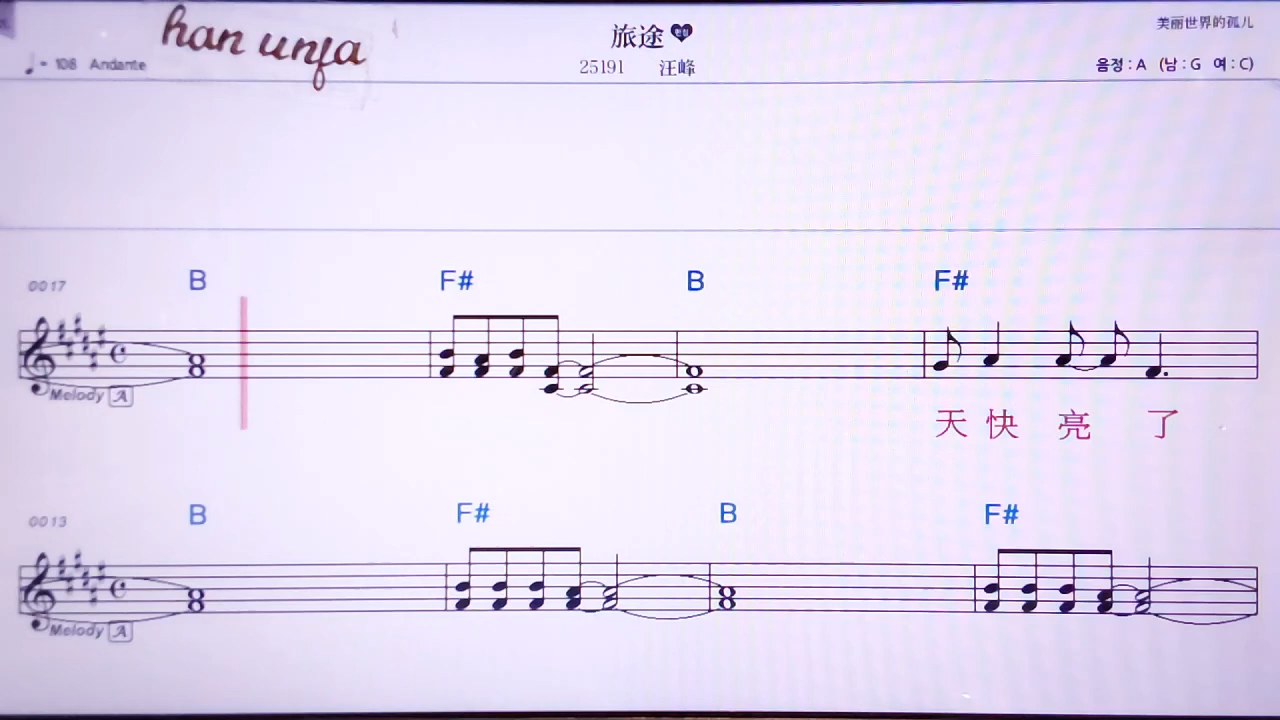 han unja
旅途
美丽世界的孤儿
♩= 108 Andante
25191 汪峰
음정 : A (남 : G 여 : C)
0017 B F# B F#
Melody A
天 快 亮 了
0013 B F# B F#
Melody A